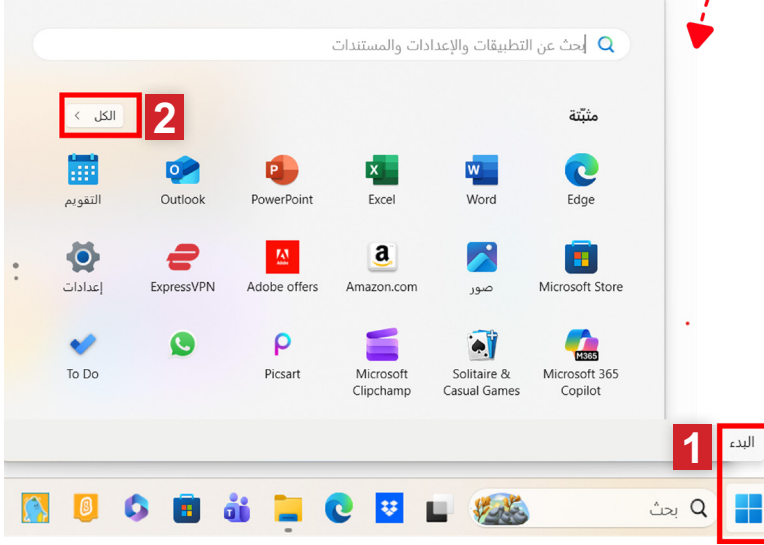 بحث عن التطبيقات والإعدادات والمستندات
مثبّتة
الكل
2
Edge
Word
Excel
PowerPoint
Outlook
التقويم
Microsoft Store
صور
Amazon.com
Adobe offers
ExpressVPN
إعدادات
M365
Microsoft 365
Copilot
Solitaire &
Casual Games
Microsoft
Clipchamp
Picsart
To Do
1
البدء
بحث